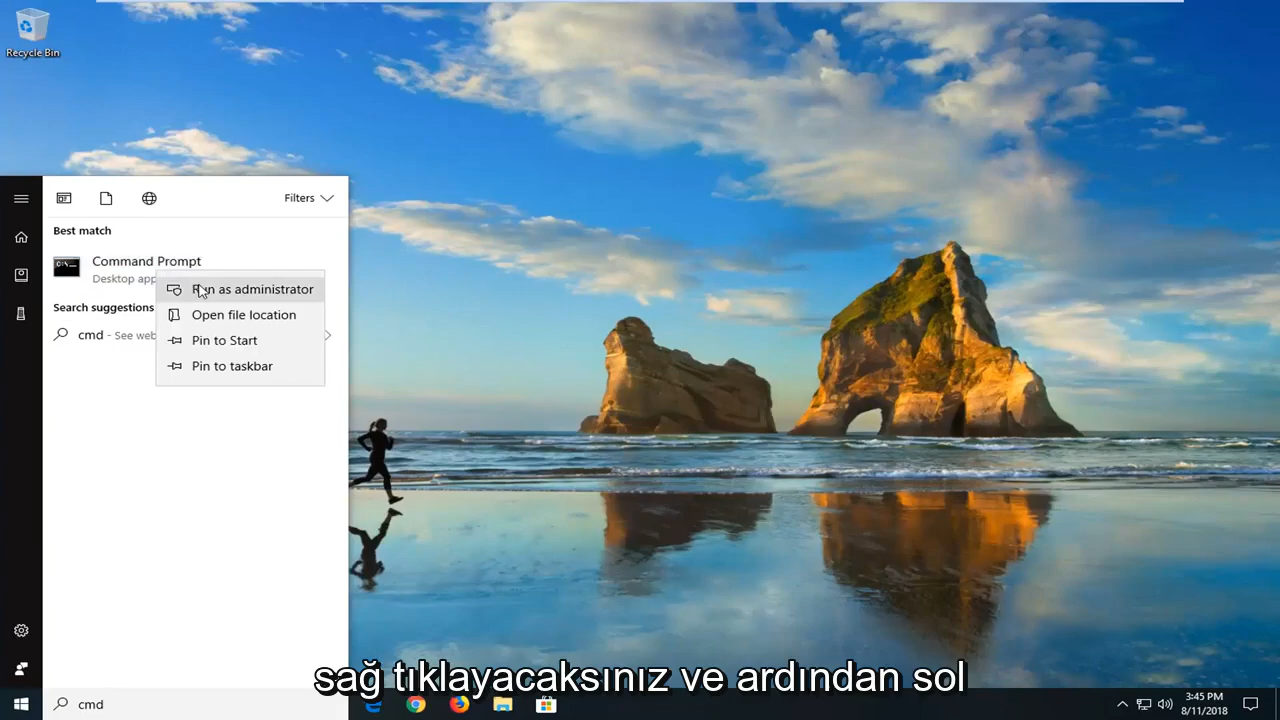 Recycle Bin
Filters
Best match
Command Prompt
Desktop app
Run as administrator
Search suggestions
Open file location
cmd - See web
Pin to Start
Pin to taskbar
sağ tıklayacaksınız ve ardından sol
cmd
3:45 PM
8/11/2018